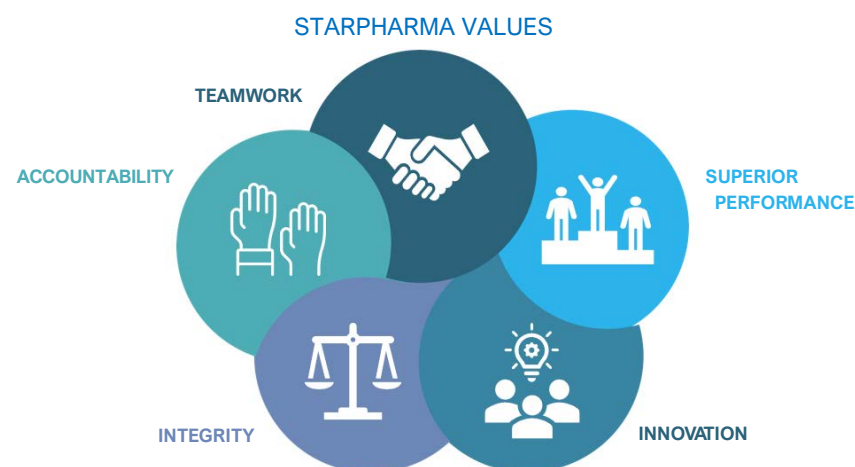 STARPHARMA VALUES
TEAMWORK
ACCOUNTABILITY
SUPERIOR
PERFORMANCE
INTEGRITY
INNOVATION